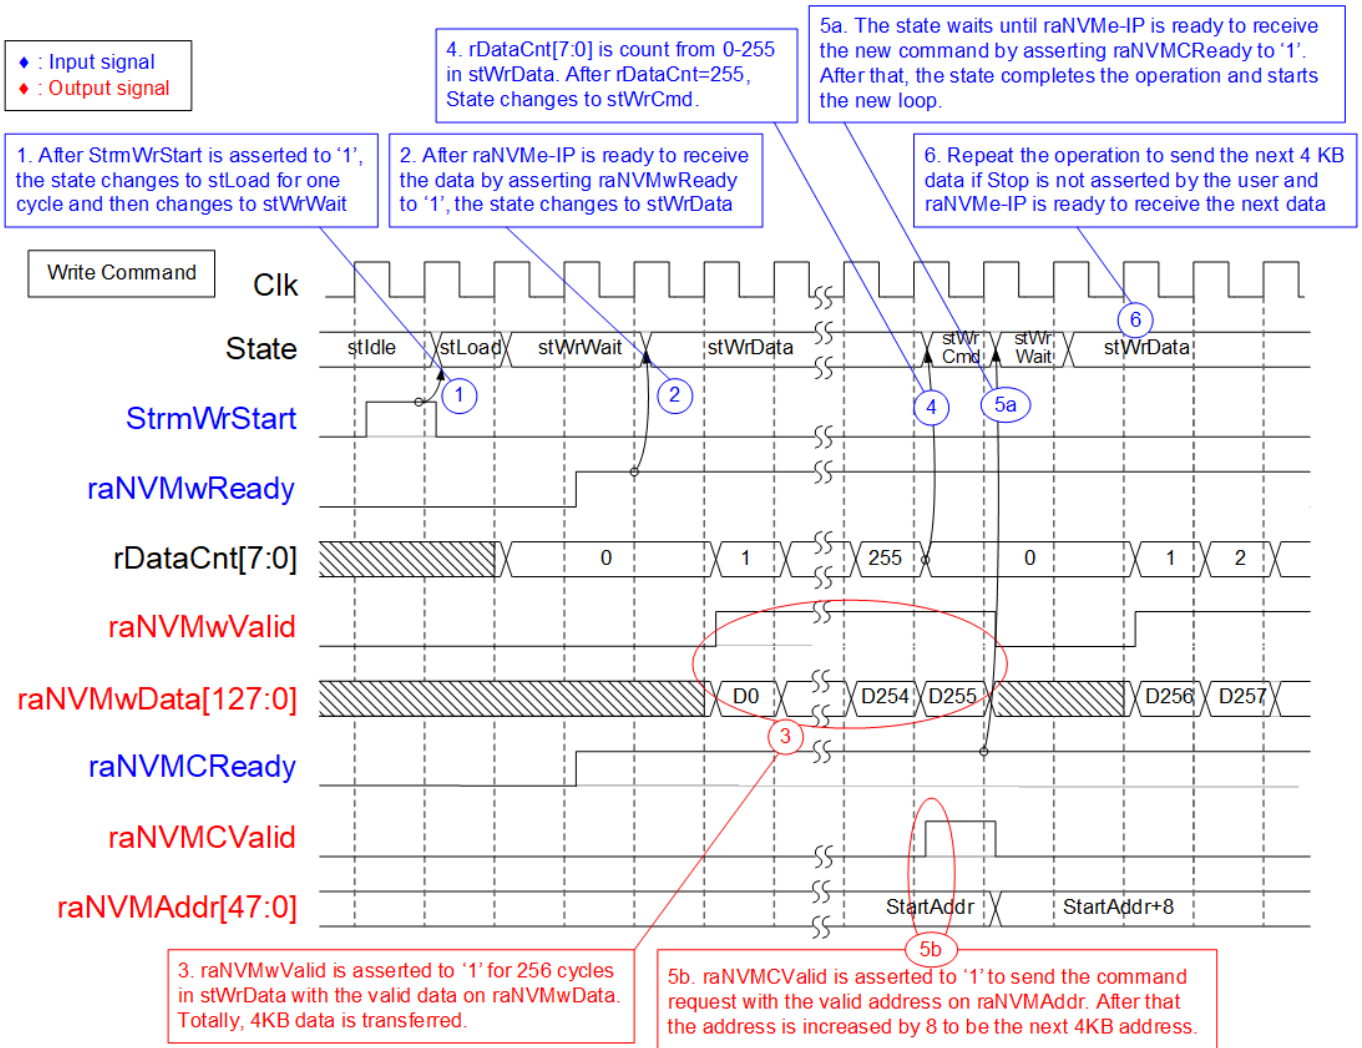 ♦ : Input signal
♦ : Output signal
4. rDataCnt[7:0] is count from 0-255
in stWrData. After rDataCnt=255,
State changes to stWrCmd.
5a. The state waits until raNVMe-IP is ready to receive
the new command by asserting raNVMCReady to ‘1’.
After that, the state completes the operation and starts
the new loop.
1. After StrmWrStart is asserted to ‘1’,
the state changes to stLoad for one
cycle and then changes to stWrWait
2. After raNVMe-IP is ready to receive
the data by asserting raNVMwReady
to ‘1’, the state changes to stWrData
6. Repeat the operation to send the next 4 KB
data if Stop is not asserted by the user and
raNVMe-IP is ready to receive the next data
Write Command
Clk
6
State
stIdle
stLoad
stWrWait
stWrData
stWr
Cmd
stWr
Wait
stWrData
1
2
4
5a
StrmWrStart
raNVMwReady
rDataCnt[7:0]
0
1
255
0
1
2
raNVMwValid
raNVMwData[127:0]
D0
D254
D255
D256
D257
3
raNVMCReady
raNVMCValid
raNVMAddr[47:0]
StartAddr
StartAddr+8
5b
3. raNVMwValid is asserted to ‘1’ for 256 cycles
in stWrData with the valid data on raNVMwData.
Totally, 4KB data is transferred.
5b. raNVMCValid is asserted to ‘1’ to send the command
request with the valid address on raNVMAddr. After that
the address is increased by 8 to be the next 4KB address.